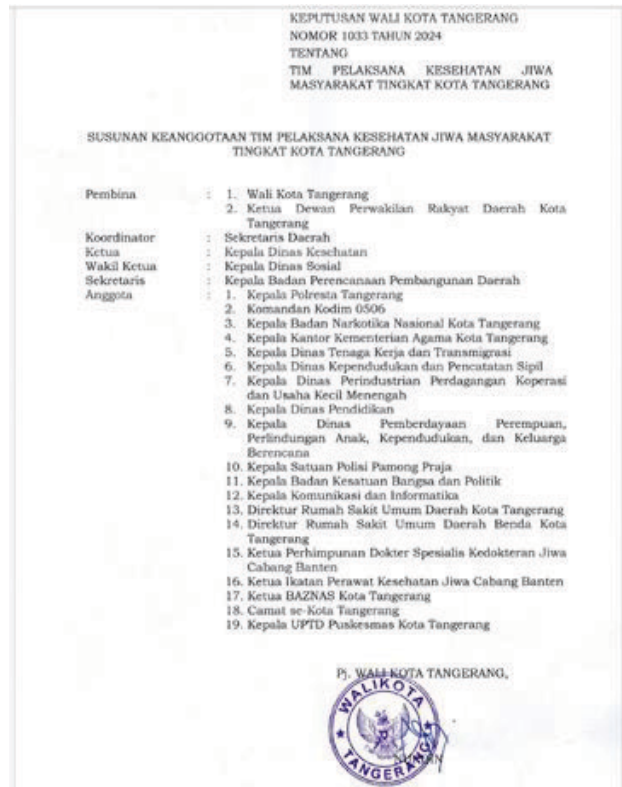 KEPUTUSAN WALI KOTA TANGERANG
NOMOR 1033 TAHUN 2024
TENTANG
TIM PELAKSANA KESEHATAN JIWA
MASYARAKAT TINGKAT KOTA TANGERANG
SUSUNAN KEANGGOTAAN TIM PELAKSANA KESEHATAN JIWA MASYARAKAT
TINGKAT KOTA TANGERANG
Pembina : 1. Wali Kota Tangerang
2. Ketua Dewan Perwakilan Rakyat Daerah Kota
Tangerang
Koordinator : Sekretaris Daerah
Ketua : Kepala Dinas Kesehatan
Wakil Ketua : Kepala Dinas Sosial
Sekretaris : Kepala Badan Perencanaan Pembangunan Daerah
Anggota : 1. Kepala Polresta Tangerang
2. Komandan Kodim 0506
3. Kepala Badan Narkotika Nasional Kota Tangerang
4. Kepala Kantor Kementerian Agama Kota Tangerang
5. Kepala Dinas Tenaga Kerja dan Transmigrasi
6. Kepala Dinas Kependudukan dan Pencatatan Sipil
7. Kepala Dinas Perindustrian Perdagangan Koperasi
dan Usaha Kecil Menengah
8. Kepala Dinas Pendidikan
9. Kepala Dinas Pemberdayaan Perempuan,
Perlindungan Anak, Kependudukan, dan Keluarga
Berencana
10. Kepala Satuan Polisi Pamong Praja
11. Kepala Badan Kesatuan Bangsa dan Politik
12. Kepala Komunikasi dan Informatika
13. Direktur Rumah Sakit Umum Daerah Kota Tangerang
14. Direktur Rumah Sakit Umum Daerah Benda Kota
Tangerang
15. Ketua Perhimpunan Dokter Spesialis Kedokteran Jiwa
Cabang Banten
16. Ketua Ikatan Perawat Kesehatan Jiwa Cabang Banten
17. Ketua BAZNAS Kota Tangerang
18. Camat se-Kota Tangerang
19. Kepala UPTD Puskesmas Kota Tangerang
Pj. WALI KOTA TANGERANG,
WALIKOTA
TANGERANG